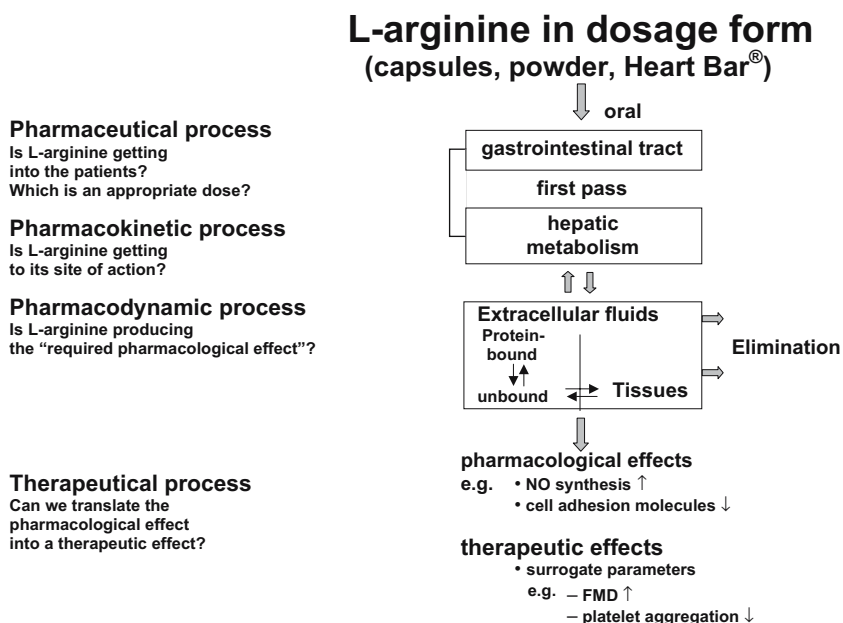 L-arginine in dosage form
(capsules, powder, Heart Bar®)
oral
Pharmaceutical process
Is L-arginine getting
into the patients?
Which is an appropriate dose?
gastrointestinal tract
first pass
Pharmacokinetic process
Is L-arginine getting
to its site of action?
hepatic
metabolism
Pharmacodynamic process
Is L-arginine producing
the “required pharmacological effect”?
Extracellular fluids
Protein-
bound
unbound
Tissues
Elimination
Therapeutical process
Can we translate the
pharmacological effect
into a therapeutic effect?
pharmacological effects
e.g. • NO synthesis ↑
• cell adhesion molecules ↓
therapeutic effects
• surrogate parameters
e.g. – FMD ↑
– platelet aggregation ↓